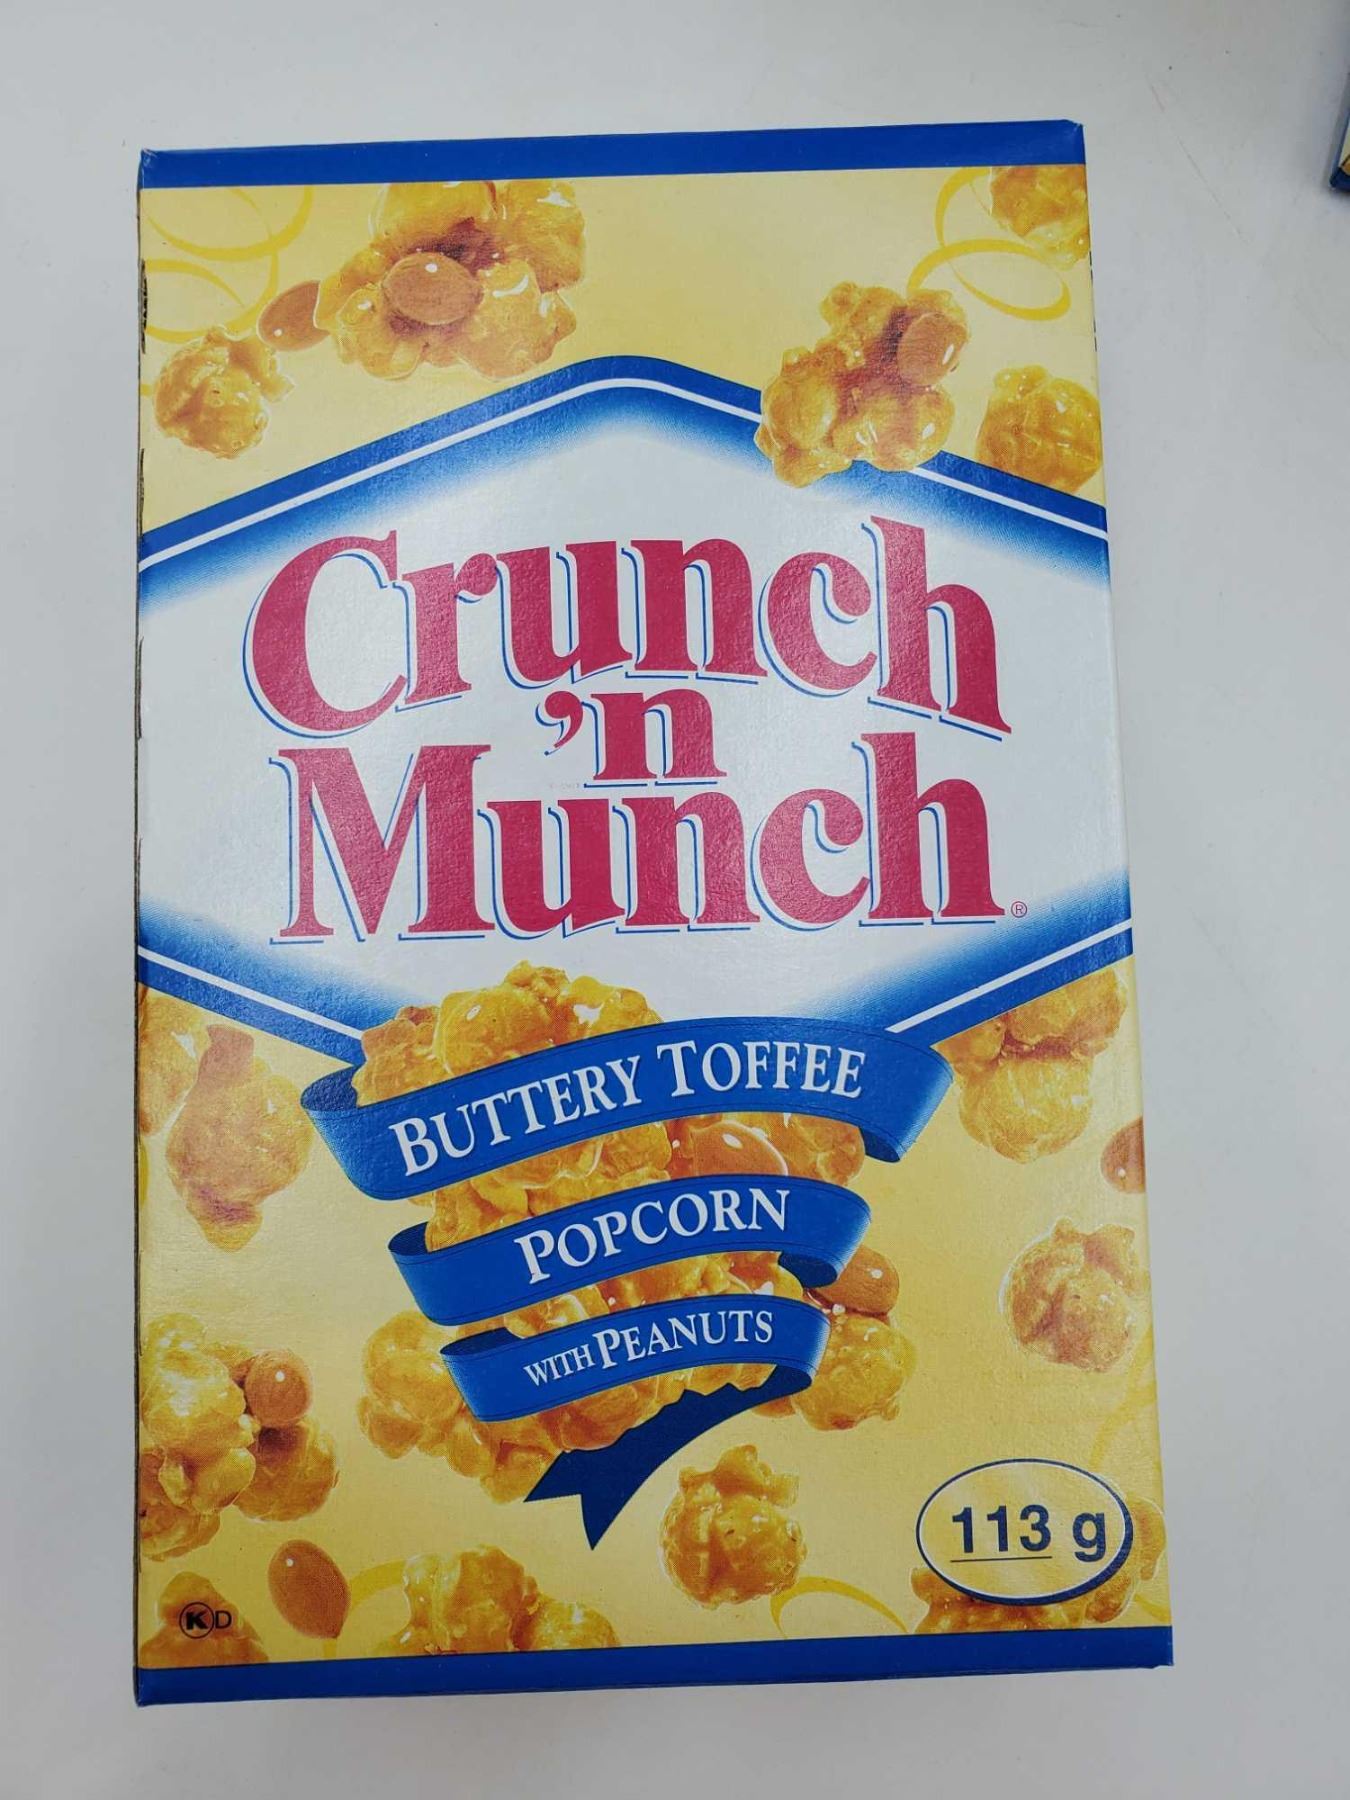 Crunch
'n
Munch®
BUTTERY TOFFEE
POPCORN
WITH PEANUTS
113 g
K D